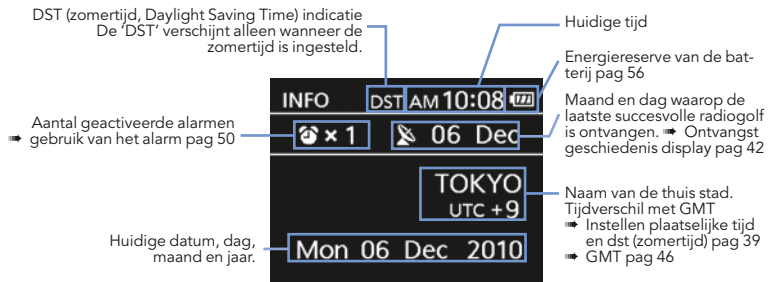 DST (zomertijd, Daylight Saving Time) indicatie
De ‘DST’ verschijnt alleen wanneer de
zomertijd is ingesteld.
Huidige tijd
Energiereserve van de bat-
terij pag 56
Maand en dag waarop de
laatste succesvolle radiogolf
is ontvangen. ➠ Ontvangst
geschiedenis display pag 42
Aantal geactiveerde alarmen
➠ gebruik van het alarm pag 50
INFO DST AM 10:08
× 1 06 Dec
TOKYO
UTC +9
Mon 06 Dec 2010
Naam van de thuis stad.
Tijdverschil met GMT
➠ Instellen plaatselijke tijd
en dst (zomertijd) pag 39
➠ GMT pag 46
Huidige datum, dag,
maand en jaar.